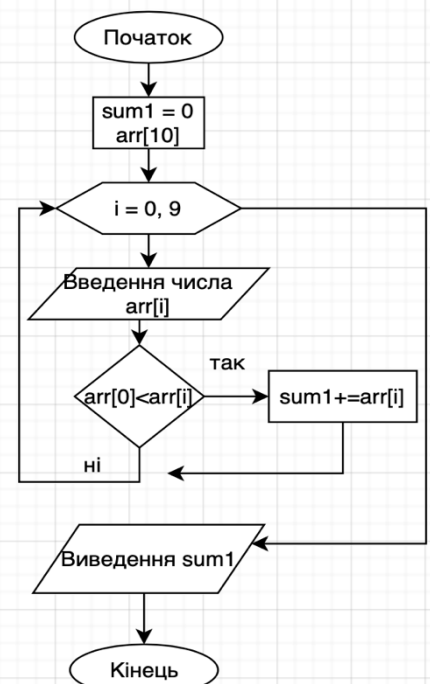 Початок
sum1 = 0
arr[10]
i = 0, 9
Введення числа
arr[i]
так
arr[0]<arr[i]
sum1+=arr[i]
ні
Виведення sum1
Кінець